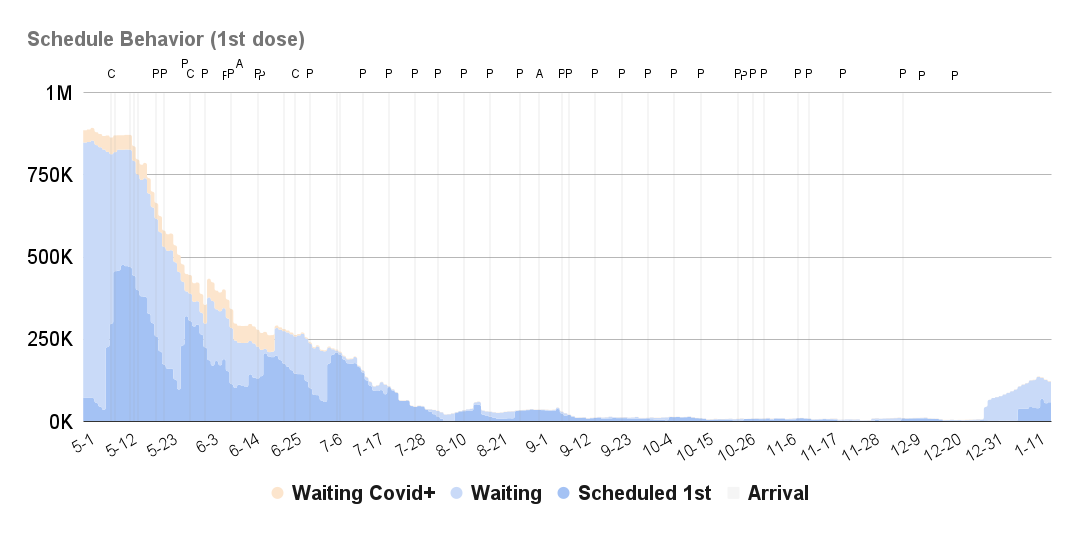 Schedule Behavior (1st dose)
C P P P C P P P A P P C P P P P P P P P A P P P P P P P P P P P P P P P P P P
1M
750K
500K
250K
0K
5-1 5-12 5-23 6-3 6-14 6-25 7-6 7-17 7-28 8-10 8-21 9-1 9-12 9-23 10-4 10-15 10-26 11-6 11-17 11-28 12-9 12-20 12-31 1-11
Waiting Covid+ Waiting Scheduled 1st Arrival